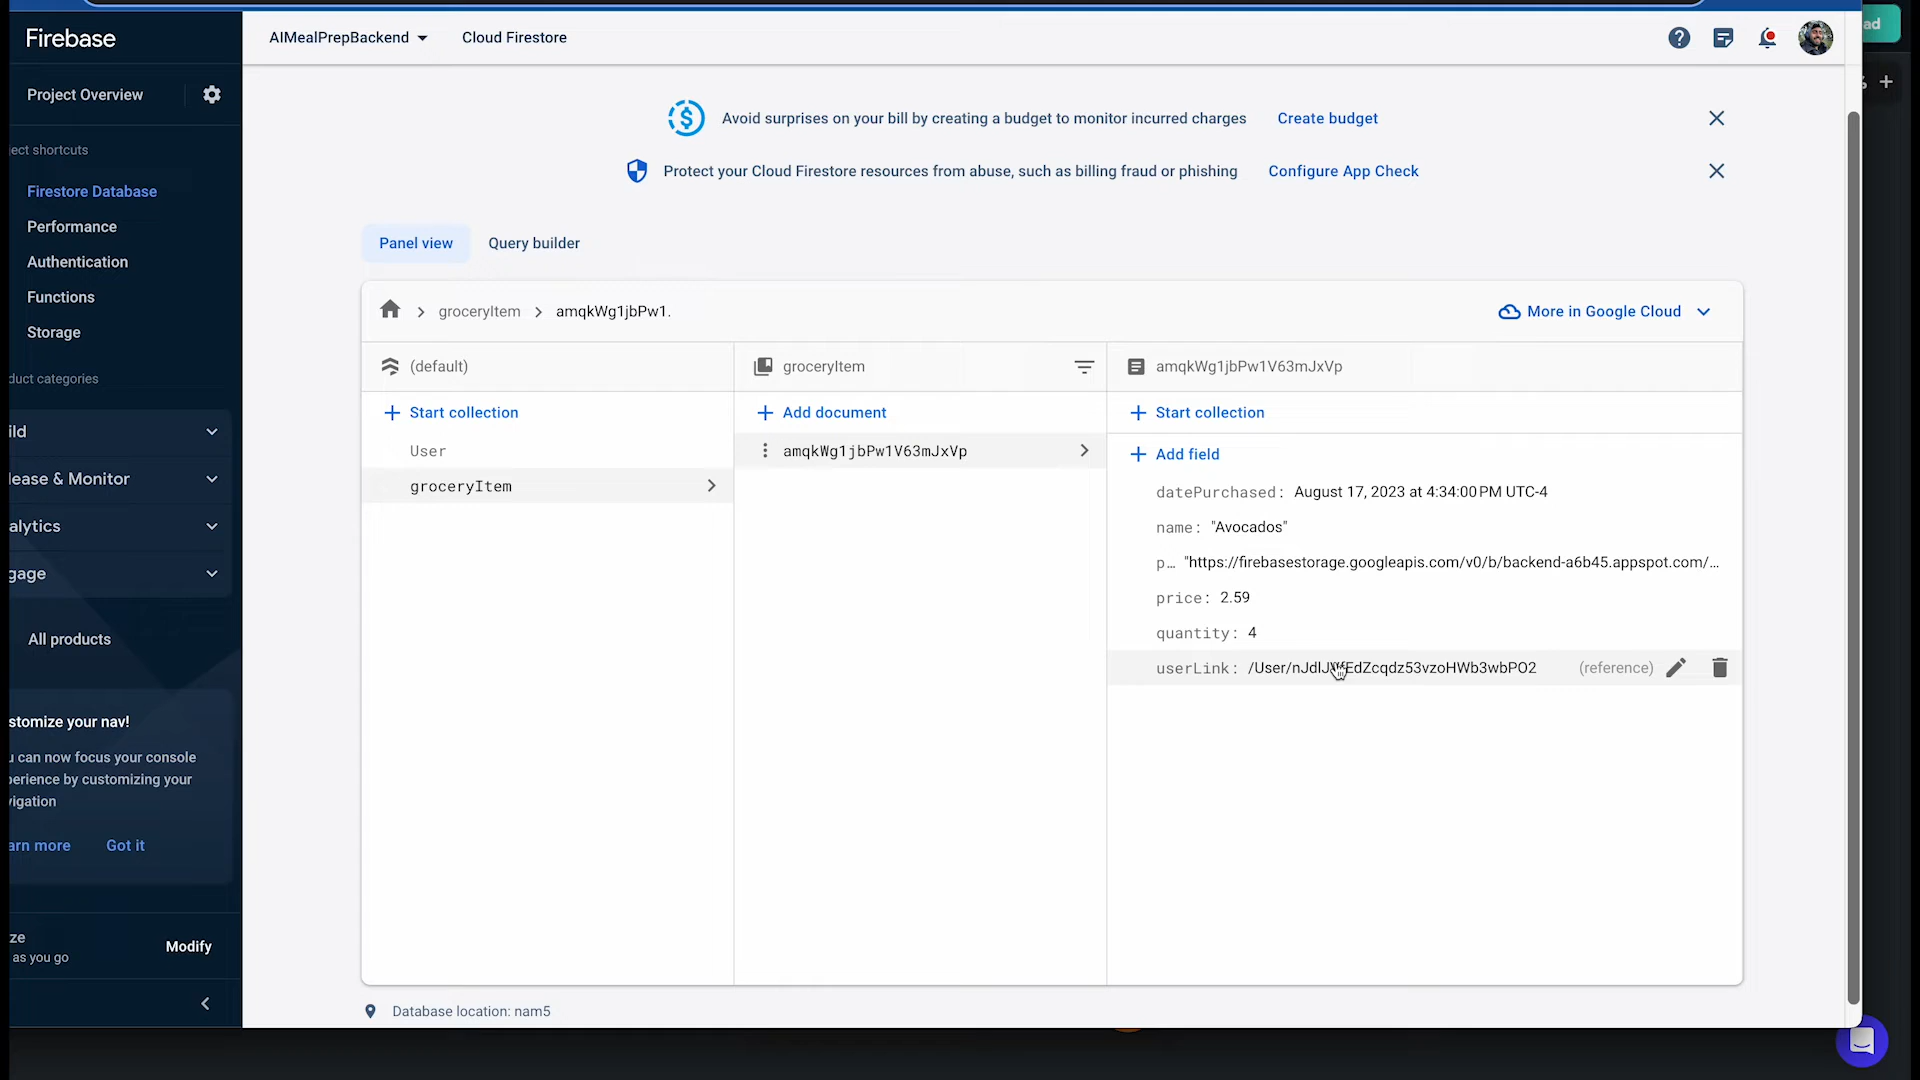 Firebase
AIMealPrepBackend
Cloud Firestore
ad
Project Overview
ect shortcuts
Firestore Database
Performance
Authentication
Functions
Storage
duct categories
ild
lease & Monitor
alytics
gage
All products
stomize your nav!
u can now focus your console
perience by customizing your
vigation
arn more
Got it
ze
as you go
Modify
Avoid surprises on your bill by creating a budget to monitor incurred charges
Create budget
Protect your Cloud Firestore resources from abuse, such as billing fraud or phishing
Configure App Check
Panel view
Query builder
groceryItem
amqkWg1jbPw1.
More in Google Cloud
(default)
Start collection
User
groceryItem
groceryItem
Add document
amqkWg1jbPw1V63mJxVp
amqkWg1jbPw1V63mJxVp
Start collection
Add field
datePurchased: August 17, 2023 at 4:34:00 PM UTC-4
name: "Avocados"
p… "https://firebasestorage.googleapis.com/v0/b/backend-a6b45.appspot.com/…
price: 2.59
quantity: 4
userLink: (reference)
Database location: nam5